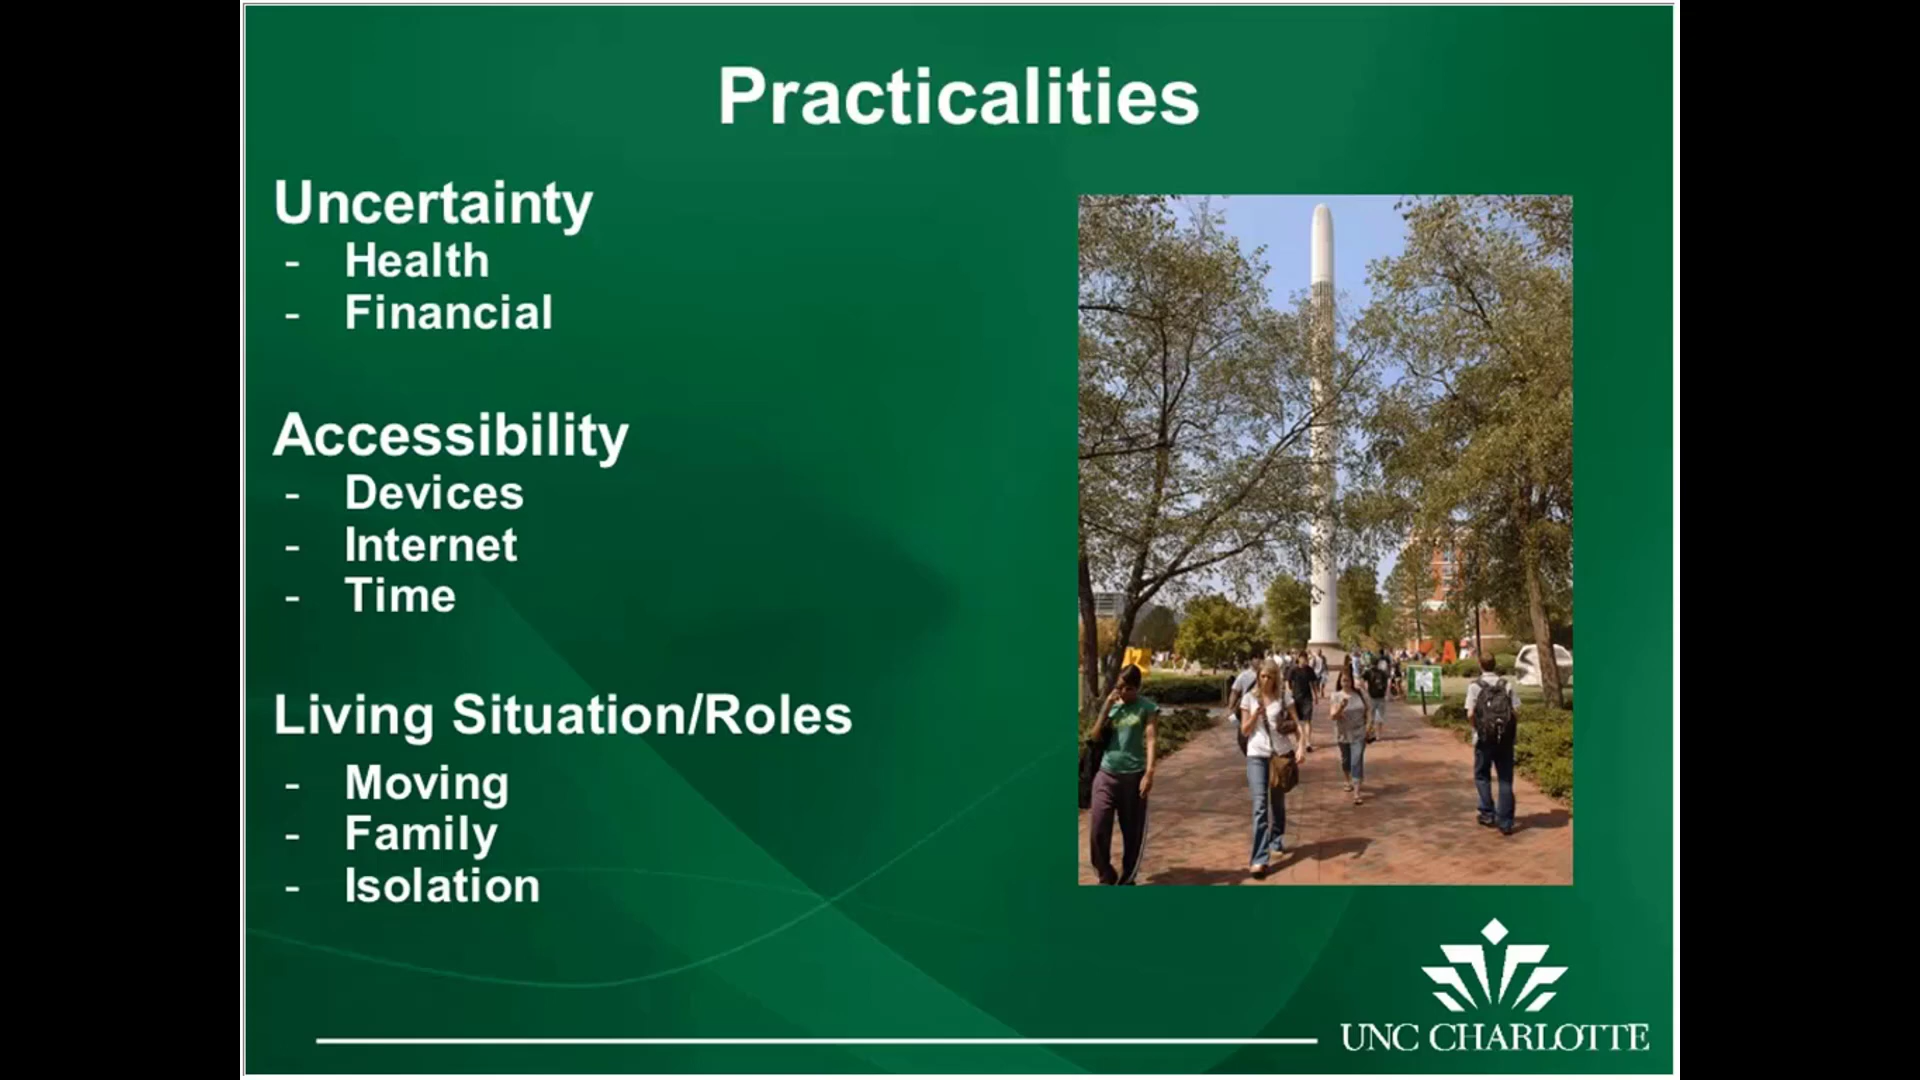 Practicalities
Uncertainty
- Health
- Financial
Accessibility
- Devices
- Internet
- Time
Living Situation/Roles
- Moving
- Family
- Isolation
UNC CHARLOTTE